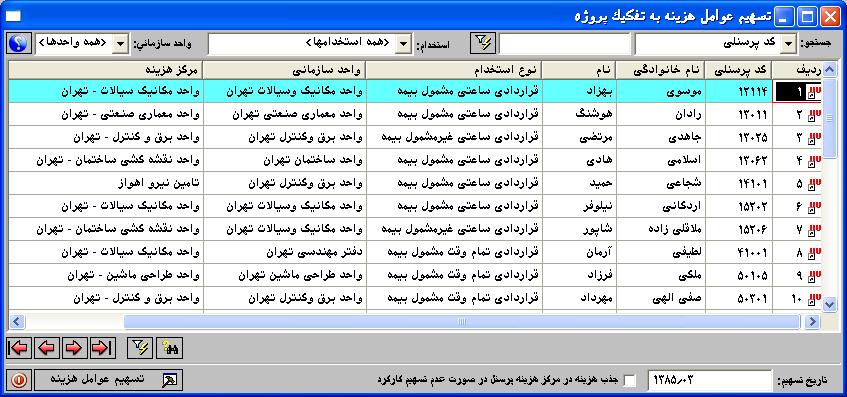 تسهیم عوامل هزینه به تفکیک پروژه
جستجو: کد پرسنلی استخدام: <همه استخدامها> واحد سازماني: <همه واحدها>
ردیف کد پرسنلی نام خانوادگی نام نوع استخدام واحد سازمانی مرکز هزینه
۱ ۱۲۱۱۴ موسوی بهزاد قراردادی ساعتی مشمول بیمه واحد مکانیک وسیالات تهران واحد مکانیک سیالات - تهران
۲ ۱۳۰۱۱ رادان هوشنگ قراردادی ساعتی مشمول بیمه واحد معماری صنعتی تهران واحد معماری صنعتی - تهران
۳ ۱۳۰۲۵ جاهدی مرتضی قراردادی ساعتی غیرمشمول بیمه واحد برق وکنترل تهران واحد برق و کنترل - تهران
۴ ۱۳۰۶۲ اسلامی هادی قراردادی ساعتی مشمول بیمه واحد ساختمان تهران واحد نقشه کشی ساختمان - تهران
۵ ۱۴۱۰۱ شجاعی حمید قراردادی ساعتی مشمول بیمه واحد برق وکنترل تهران تامین نیرو اهواز
۶ ۱۵۲۰۲ اردکانی نیلوفر قراردادی ساعتی مشمول بیمه واحد مکانیک وسیالات تهران واحد مکانیک سیالات - تهران
۷ ۱۵۲۰۶ ملاقلی زاده شاپور قراردادی ساعتی مشمول بیمه واحد مکانیک وسیالات تهران واحد نقشه کشی ساختمان - تهران
۸ ۴۱۰۰۱ لطیفی آرمان قراردادی تمام وقت مشمول بیمه دفتر مهندسی تهران واحد مکانیک سیالات - تهران
۹ ۵۰۱۰۵ ملکی فرزاد قراردادی تمام وقت مشمول بیمه واحد طراحی ماشین تهران واحد طراحی ماشین - تهران
۱۰ ۵۰۳۰۱ صفی الهی مهرداد قراردادی تمام وقت مشمول بیمه واحد برق وکنترل تهران واحد برق و کنترل - تهران
تاریخ تسهیم: ۱۳۸۵٫۰۳ جذب هزینه در مرکز هزینه پرسنل در صورت عدم تسهیم کارکرد تسهیم عوامل هزینه